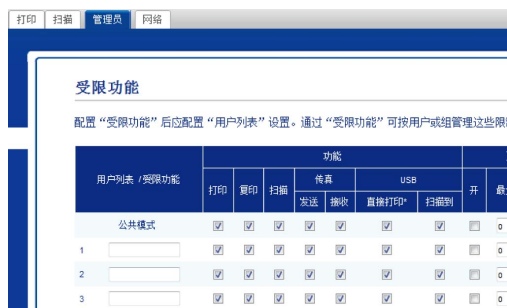 打印 扫描 管理员 网络
受限功能
配置“受限功能”后应配置“用户列表”设置。通过“受限功能”可按用户或组管理这些限
用户列表 /受限功能 功能
打印 复印 扫描 传真 USB 开
发送 接收 直接打印* 扫描到
公共模式 0
1 0
2 0
3 0